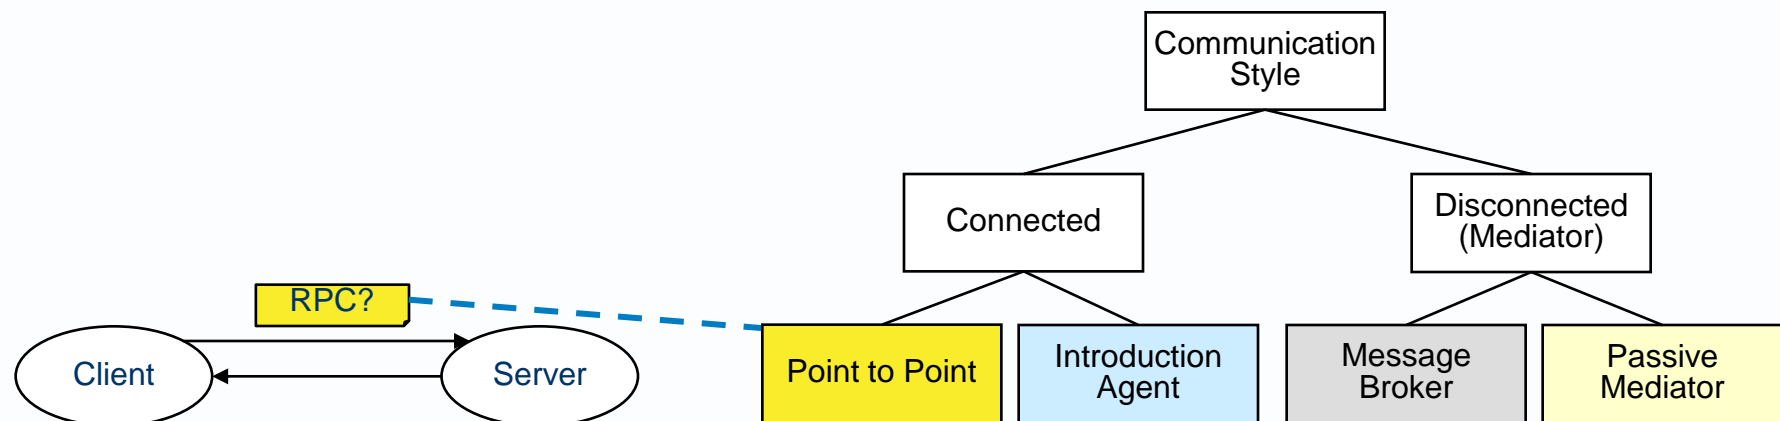 Communication
Style
Connected
Disconnected
(Mediator)
RPC?
Client
Server
Point to Point
Introduction
Agent
Message
Broker
Passive
Mediator